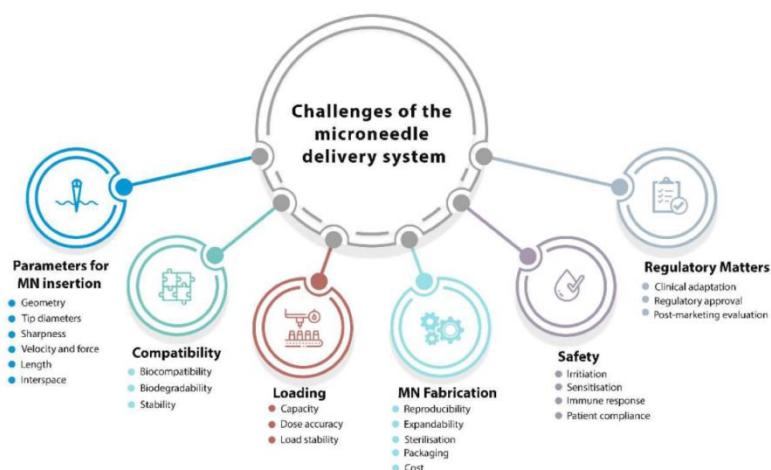 Challenges of the
microneedle
delivery system
Parameters for
MN insertion
Geometry
Tip diameters
Sharpness
Velocity and force
Length
Interspace
Compatibility
Biocompatibility
Biodegradability
Stability
Loading
Capacity
Dose accuracy
Load stability
MN Fabrication
Reproducibility
Expandability
Sterilisation
Packaging
Cost
Safety
Irritiation
Sensitisation
Immune response
Patient compliance
Regulatory Matters
Clinical adaptation
Regulatory approval
Post-marketing evaluation